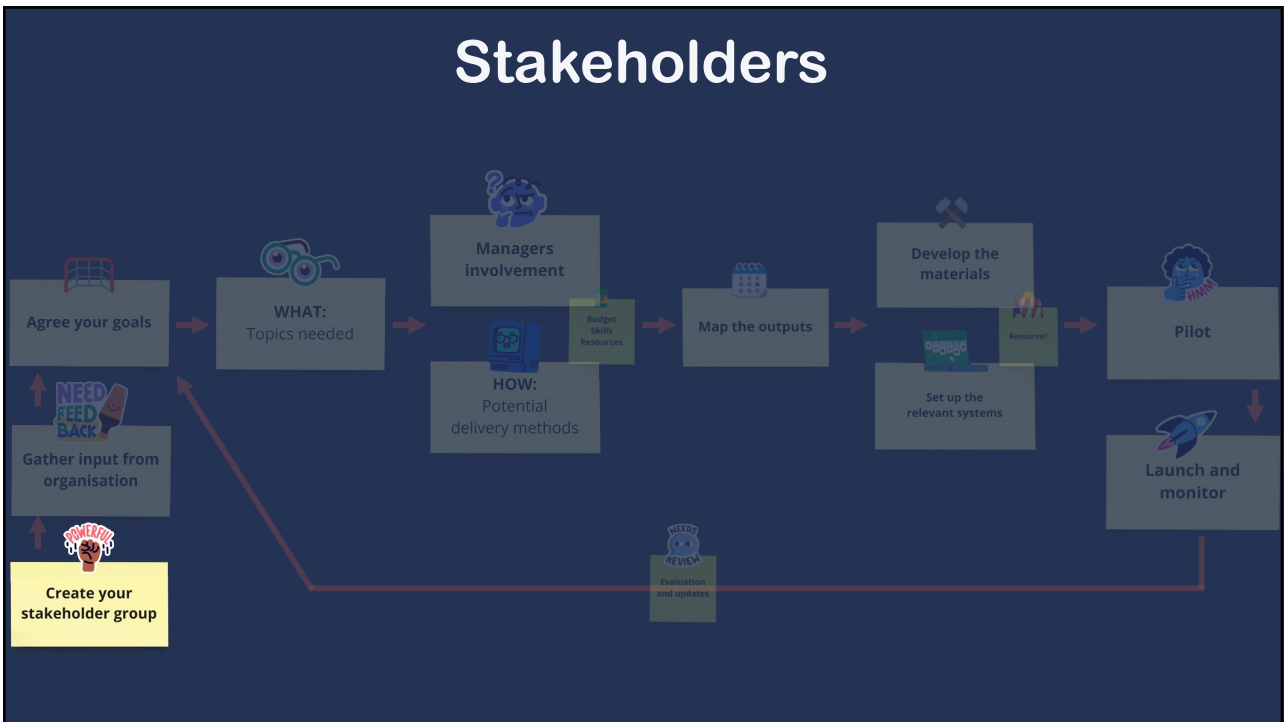 Stakeholders
Managers
involvement
Develop the
materials
HMM
Agree your goals
WHAT:
Topics needed
Budget
Skills
Resources
Map the outputs
Resource?
Pilot
HOW:
Potential
delivery methods
Set up the
relevant systems
NEED
FEED
BACK
Gather input from
organisation
Launch and
monitor
POWERFUL
Create your
stakeholder group
NEEDS
REVIEW
Evaluation
and updates